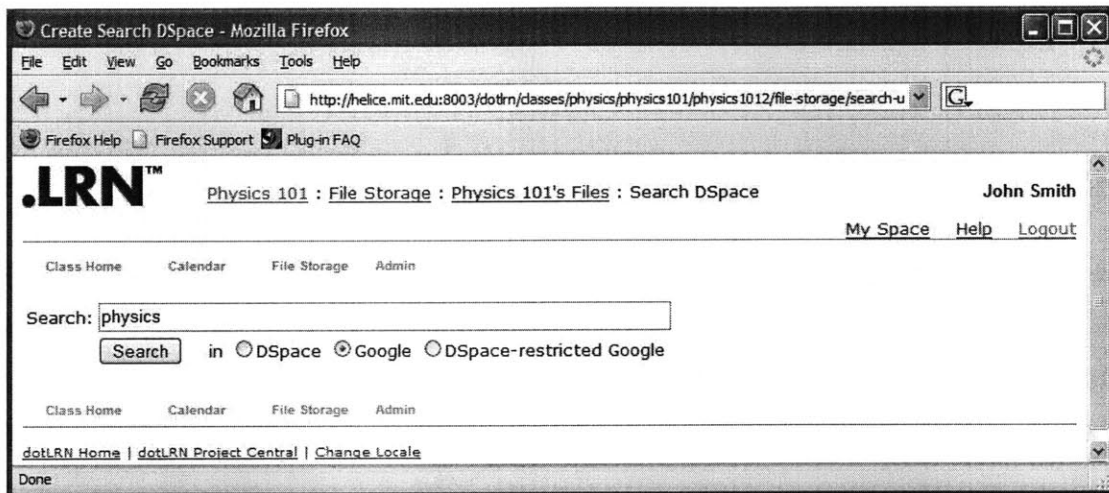 Create Search DSpace - Mozilla Firefox
File Edit View Go Bookmarks Tools Help
http://helice.mit.edu:8003/dotlrn/classes/physics/physics101/physics1012/file-storage/search-u G
Firefox Help Firefox Support Plug-in FAQ
.LRN™ Physics 101 : File Storage : Physics 101's Files : Search DSpace John Smith
My Space Help Logout
Class Home Calendar File Storage Admin
Search: physics
Search in DSpace Google DSpace-restricted Google
Class Home Calendar File Storage Admin
dotLRN Home | dotLRN Project Central | Change Locale
Done